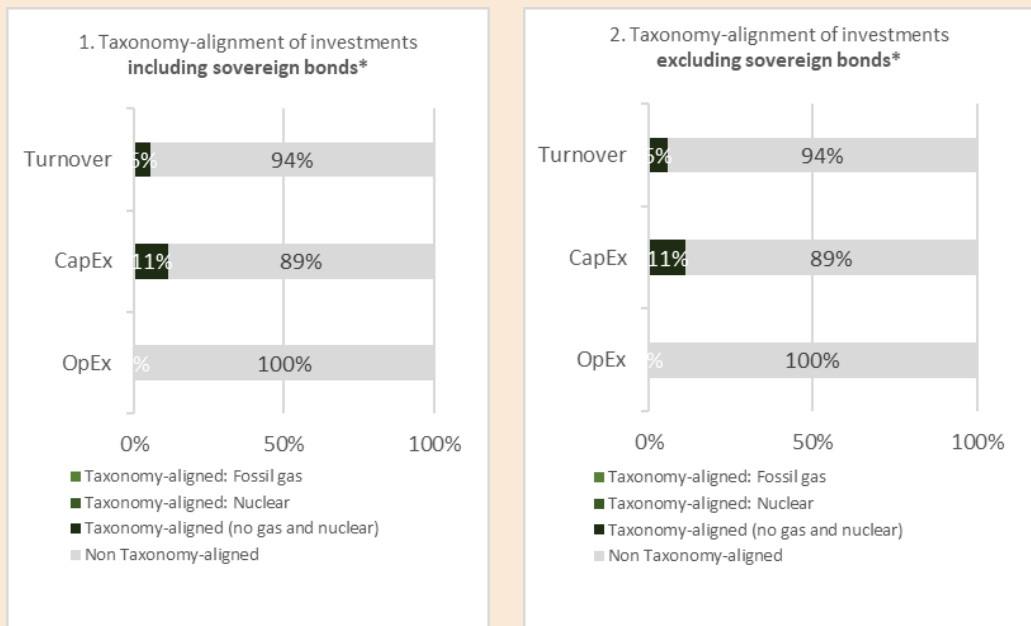 1. Taxonomy-alignment of investments
including sovereign bonds*
Turnover
94%
CapEx
11%
89%
OpEx
%
100%
0%
50%
100%
Taxonomy-aligned: Fossil gas
Taxonomy-aligned: Nuclear
Taxonomy-aligned (no gas and nuclear)
Non Taxonomy-aligned
2. Taxonomy-alignment of investments
excluding sovereign bonds*
Turnover
94%
CapEx
11%
89%
OpEx
%
100%
0%
50%
100%
Taxonomy-aligned: Fossil gas
Taxonomy-aligned: Nuclear
Taxonomy-aligned (no gas and nuclear)
Non Taxonomy-aligned